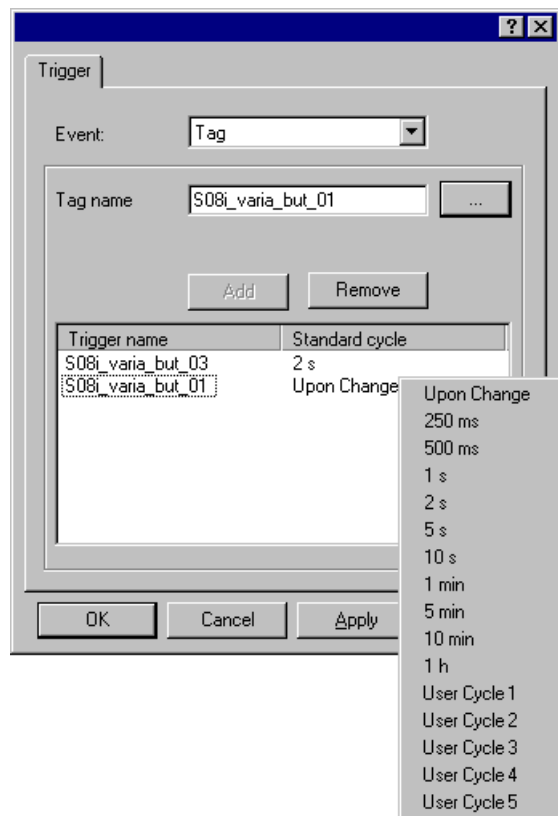 Trigger
Event: Tag
Tag name S08i_varia_but_01 ...
Add Remove
Trigger name Standard cycle
S08i_varia_but_03 2 s
S08i_varia_but_01 Upon Change
Upon Change
250 ms
500 ms
1 s
2 s
5 s
10 s
1 min
5 min
10 min
1 h
User Cycle 1
User Cycle 2
User Cycle 3
User Cycle 4
User Cycle 5
OK Cancel Apply